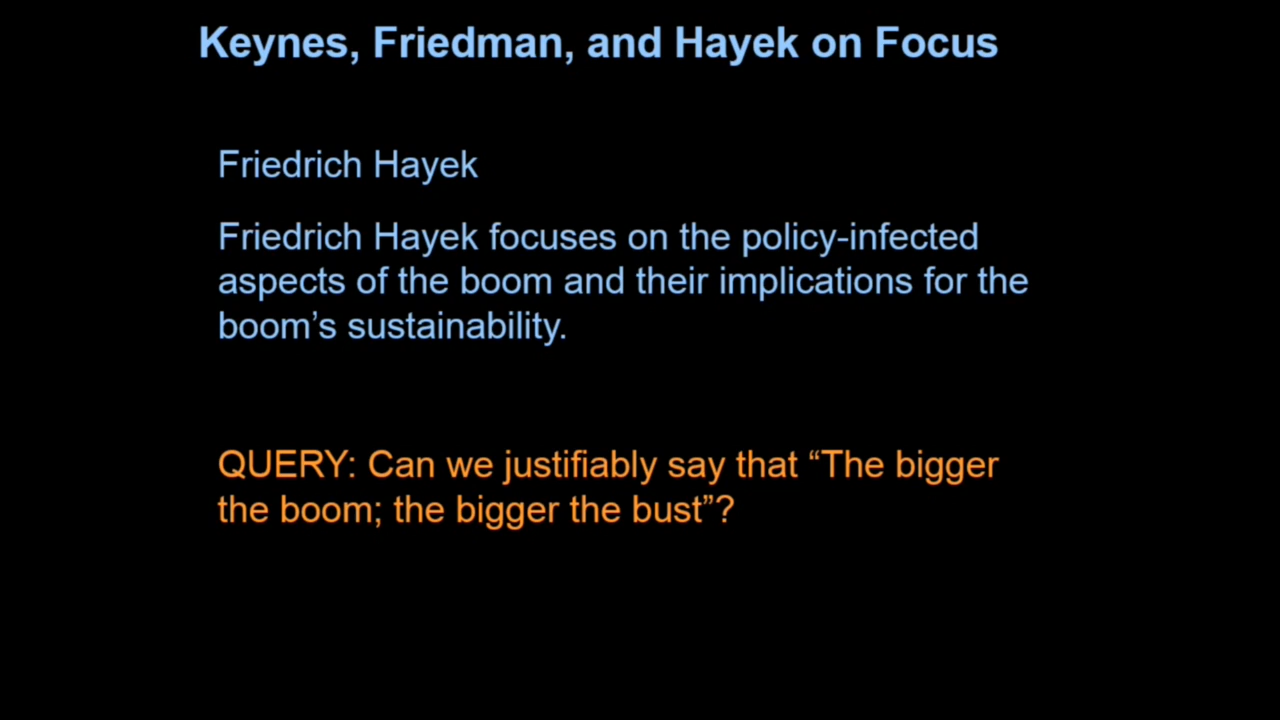 Keynes, Friedman, and Hayek on Focus
Friedrich Hayek
Friedrich Hayek focuses on the policy-infected
aspects of the boom and their implications for the
boom’s sustainability.
QUERY: Can we justifiably say that “The bigger
the boom; the bigger the bust”?